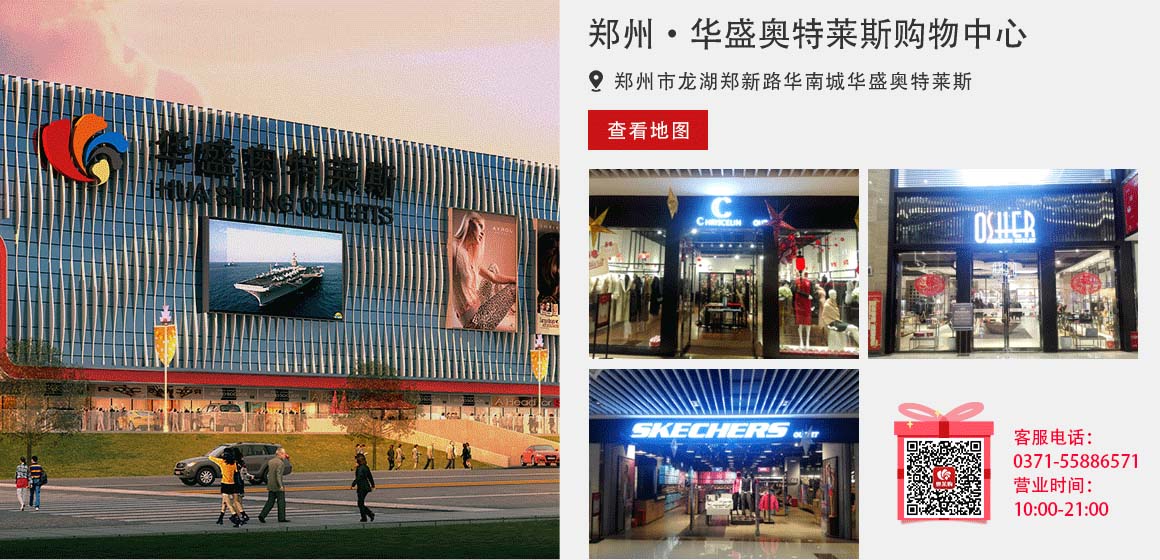 郑州·华盛奥特莱斯购物中心
郑州市龙湖郑新路华南城华盛奥特莱斯
查看地图
华盛奥特莱斯
HUA SHENG OUTLETS
C
CHRISCELIN
OSHER
SKECHERS
客服电话：
0371-55886571
营业时间：
10:00-21:00